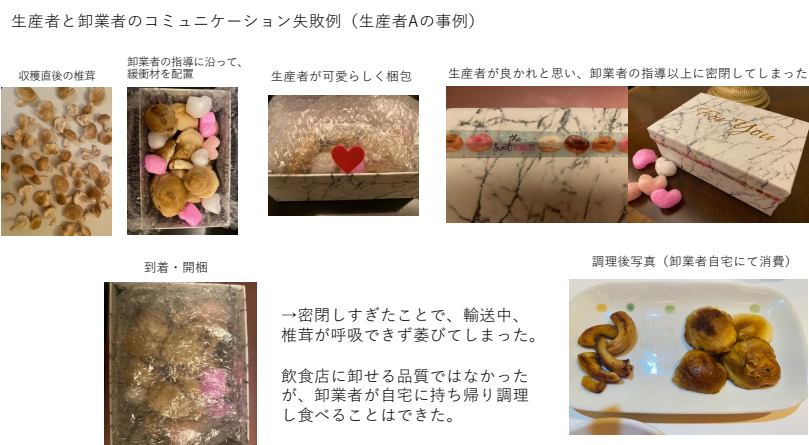 生産者と卸業者のコミュニケーション失敗例（生産者Aの事例）
収穫直後の椎茸
卸業者の指導に沿って、
緩衝材を配置
生産者が可愛らしく梱包
生産者が良かれと思い、卸業者の指導以上に密閉してしまった
the
Sweet
You
到着・開梱
→密閉しすぎたことで、輸送中、
椎茸が呼吸できず萎びてしまった。
飲食店に卸せる品質ではなかった
が、卸業者が自宅に持ち帰り調理
し食べることはできた。
調理後写真（卸業者自宅にて消費）